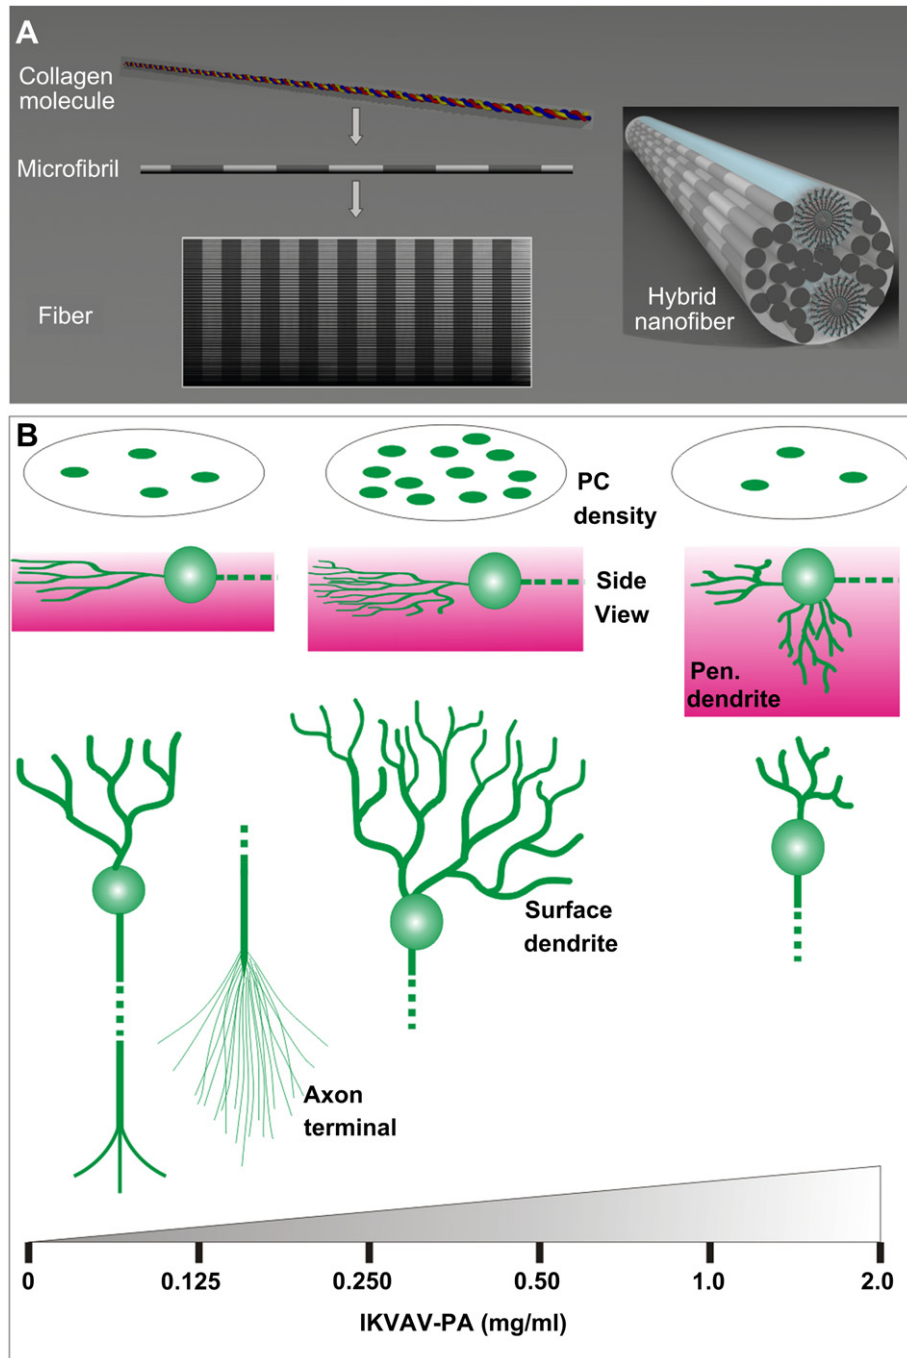 A
Collagen
molecule
Microfibril
Fiber
Hybrid
nanofiber
B
PC
density
Side
View
Pen.
dendrite
Surface
dendrite
Axon
terminal
0 0.125 0.250 0.50 1.0 2.0
IKVAV-PA (mg/ml)